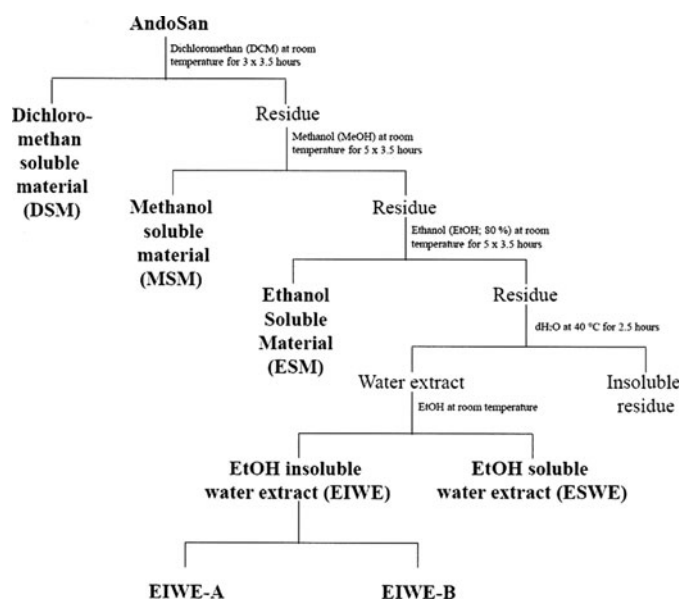 AndoSan
Dichloromethan (DCM) at room
temperature for 3 x 3.5 hours
Dichloro-
methan
soluble
material
(DSM)
Residue
Methanol (MeOH) at room
temperature for 5 x 3.5 hours
Methanol
soluble
material
(MSM)
Residue
Ethanol (EtOH; 80 %) at room
temperature for 5 x 3.5 hours
Ethanol
Soluble
Material
(ESM)
Residue
dH₂O at 40 °C for 2.5 hours
Water extract
Insoluble
residue
EtOH at room temperature
EtOH insoluble
water extract (EIWE)
EtOH soluble
water extract (ESWE)
EIWE-A
EIWE-B